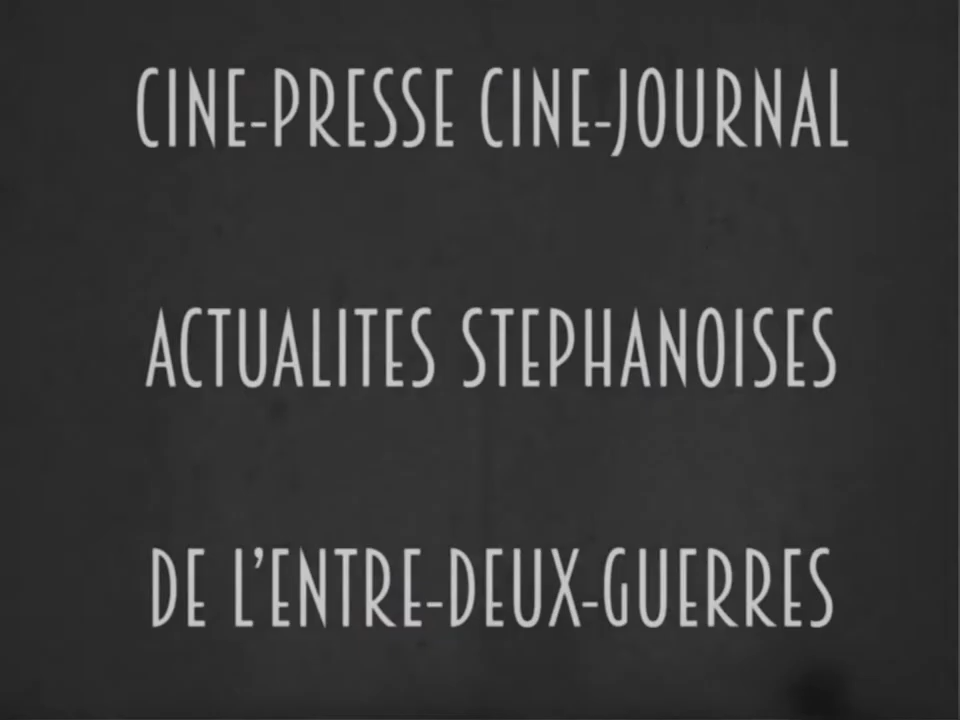 CINE-PRESSE CINE-JOURNAL
ACTUALITES STEPHANOISES
DE L'ENTRE-DEUX-GUERRES